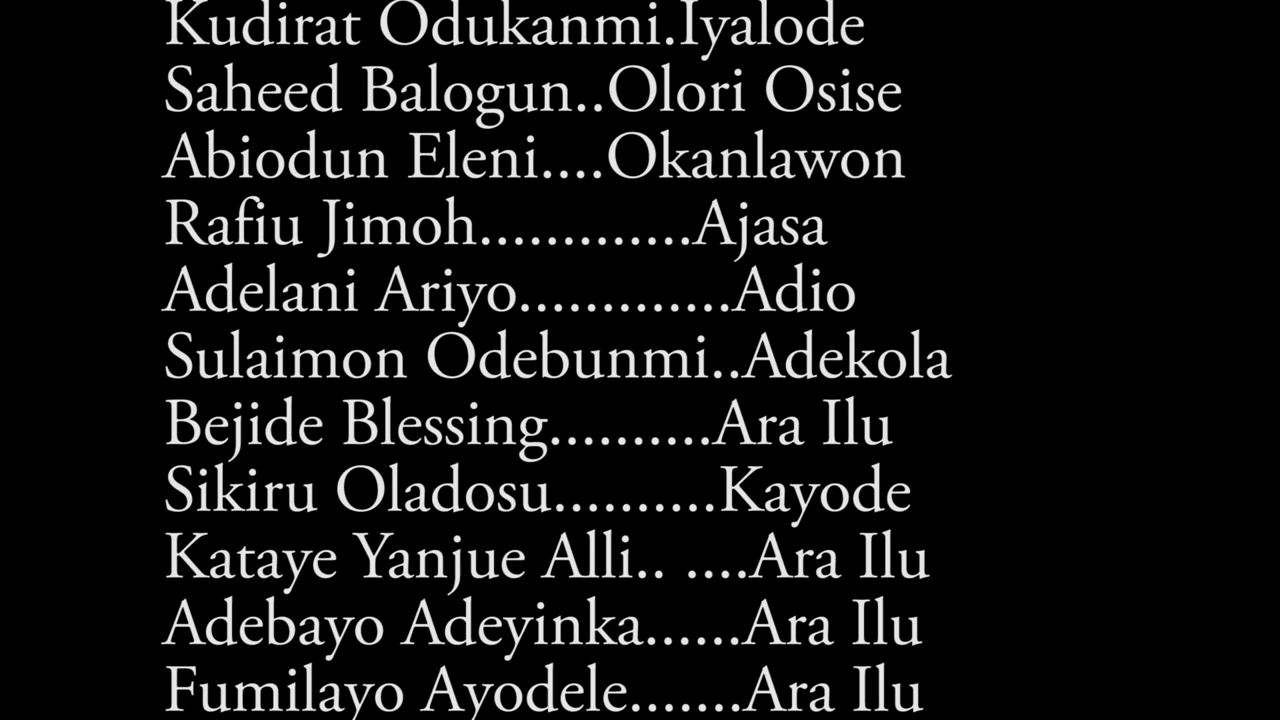 Kudirat Odukanmi.Iyalode
Saheed Balogun..Olori Osise
Abiodun Eleni....Okanlawon
Rafiu Jimoh.............Ajasa
Adelani Ariyo.............Adio
Sulaimon Odebunmi..Adekola
Bejide Blessing..........Ara Ilu
Sikiru Oladosu..........Kayode
Kataye Yanjue Alli.. ....Ara Ilu
Adebayo Adeyinka......Ara Ilu
Fumilayo Ayodele.......Ara Ilu